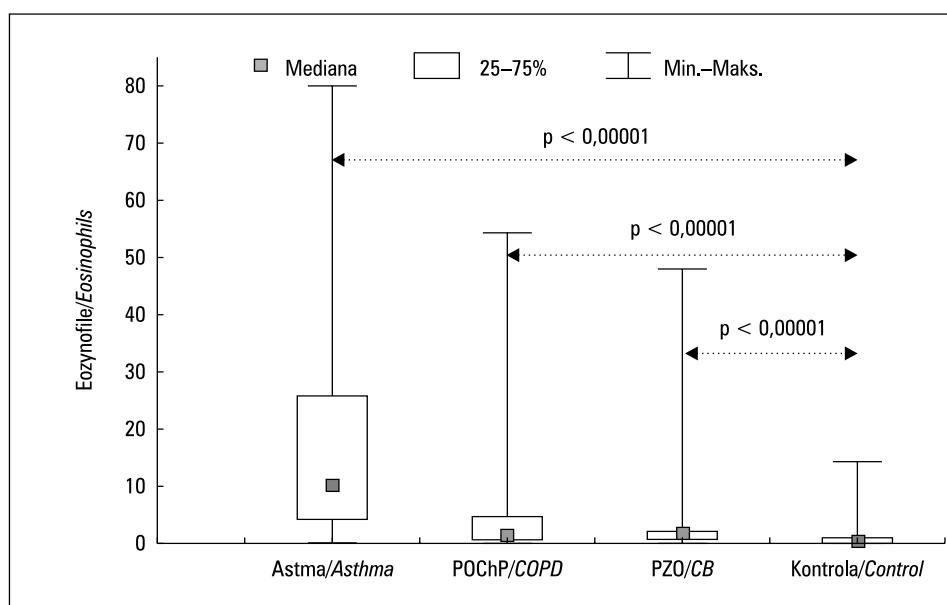 Mediana 25–75% Min.–Maks.
80
70
60
50
40
30
20
10
0
Eozynofile/Eosinophils
p < 0,00001
p < 0,00001
p < 0,00001
Astma/Asthma POChP/COPD PZO/CB Kontrola/Control